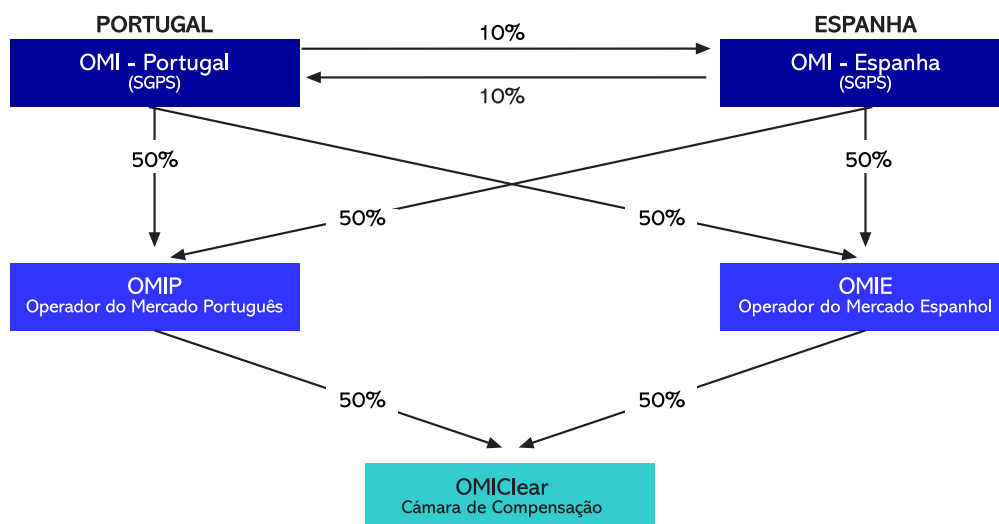 PORTUGAL
ESPANHA
OMI - Portugal
(SGPS)
10%
10%
OMI - Espanha
(SGPS)
50%
50%
50%
50%
OMIP
Operador do Mercado Português
OMIE
Operador do Mercado Espanhol
50%
50%
OMIClear
Cámara de Compensação